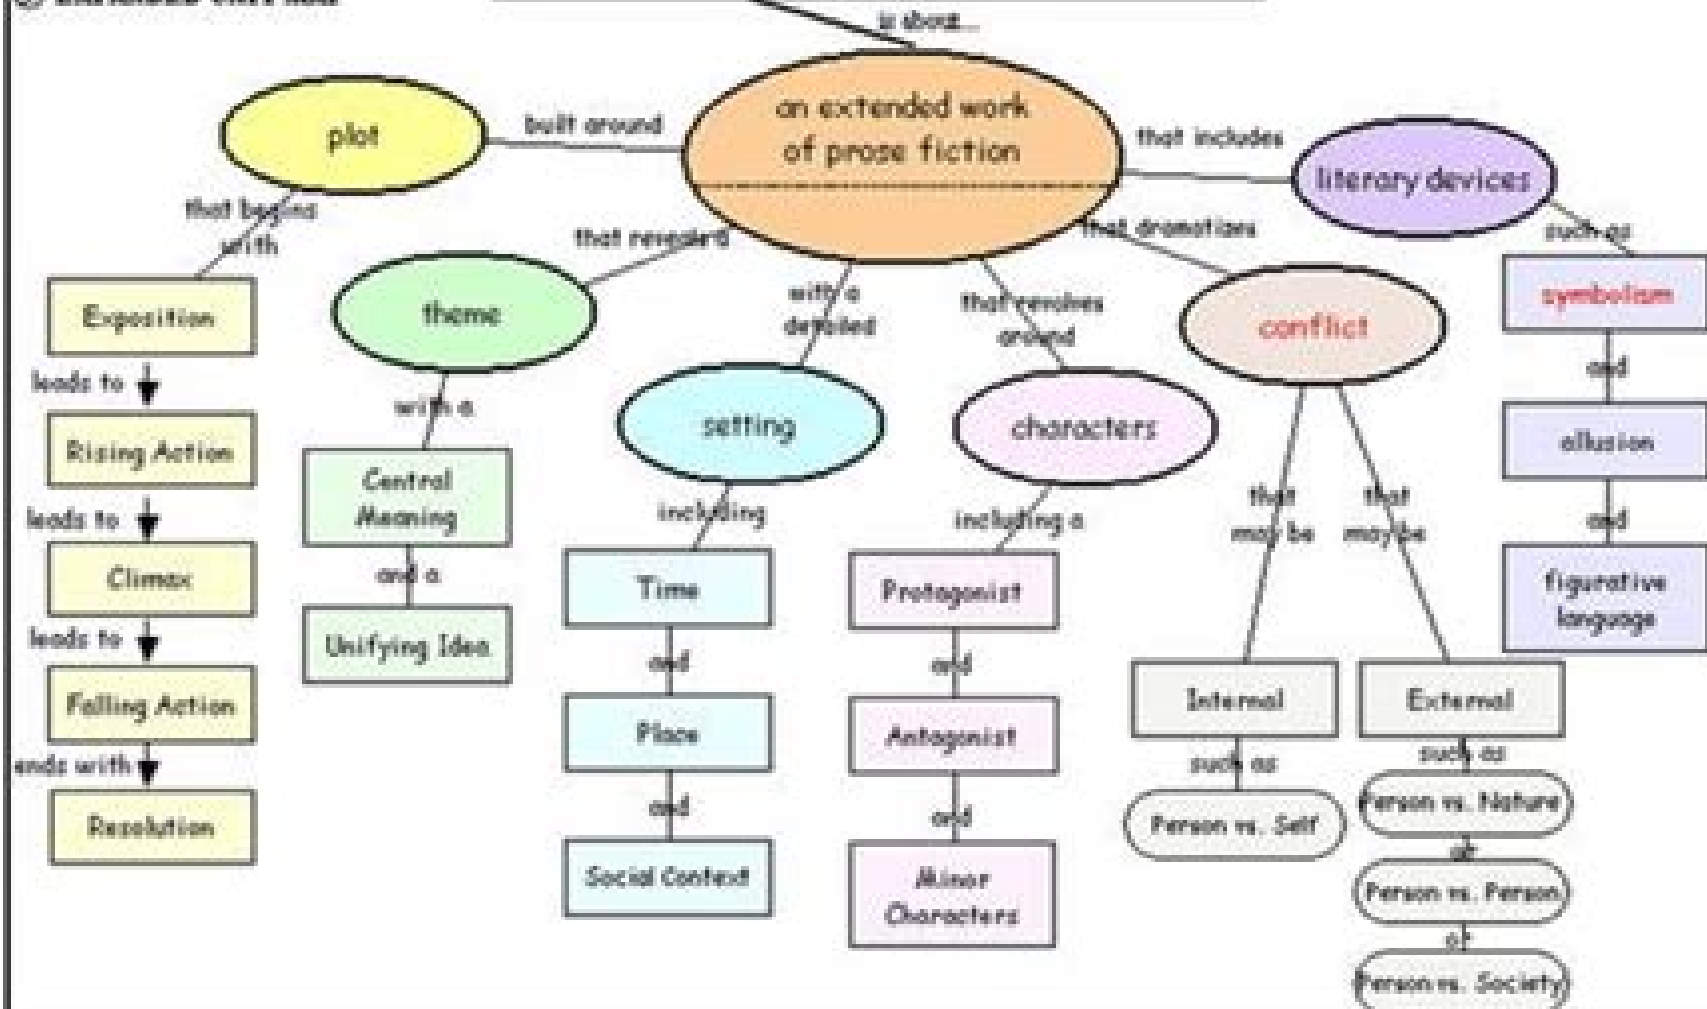 is about...
an extended work
of prose fiction
built around
plot
that begins
with
Exposition
leads to
Rising Action
leads to
Climax
leads to
Falling Action
ends with
Resolution
that revealed
theme
with a
Central
Meaning
and a
Unifying Idea
with a
detailed
setting
including
Time
and
Place
and
Social Context
that revolves
around
characters
including a
Protagonist
and
Antagonist
and
Minor
Characters
that dramatizes
conflict
that
may be
Internal
such as
Person vs. Self
that
may be
External
such as
Person vs. Nature
or
Person vs. Person
or
Person vs. Society
that includes
literary devices
such as
symbolism
and
allusion
and
figurative
language